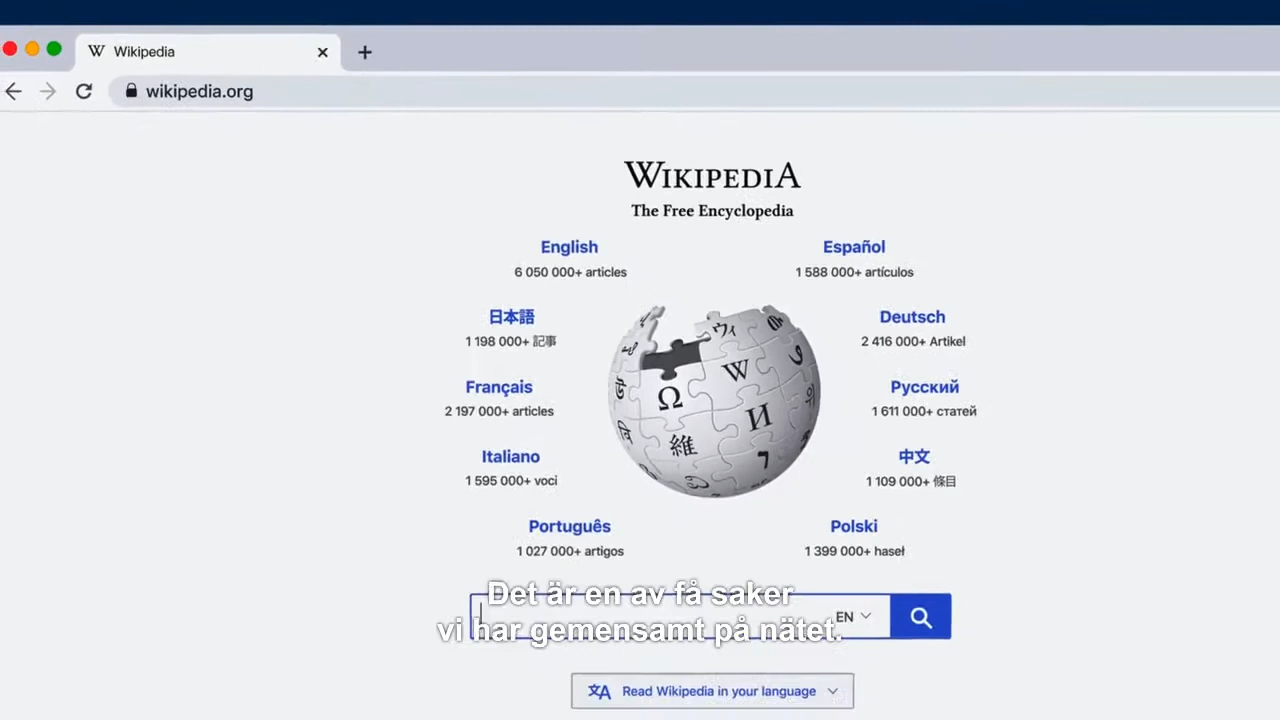 Wikipedia
wikipedia.org
WIKIPEDIA
The Free Encyclopedia
English
6 050 000+ articles
Español
1 588 000+ artículos
日本語
1 198 000+ 記事
Deutsch
2 416 000+ Artikel
Français
2 197 000+ articles
Русский
1 611 000+ статей
Italiano
1 595 000+ voci
中文
1 109 000+ 條目
Português
1 027 000+ artigos
Polski
1 399 000+ haseł
Ω
W
И
維
ウィ
Det är en av få saker
vi har gemensamt på nätet.
EN
Read Wikipedia in your language